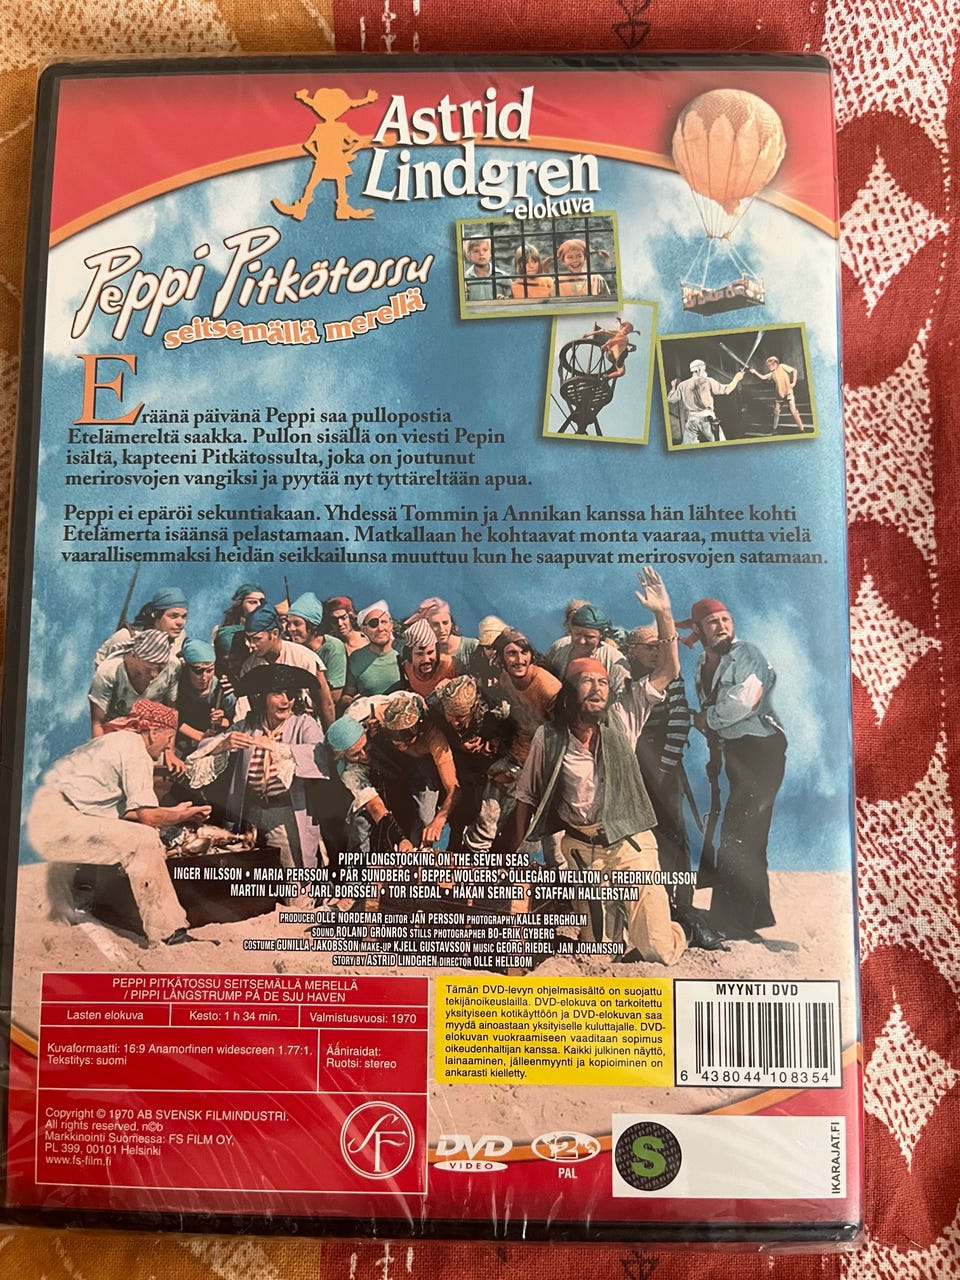 Astrid
Lindgren
-elokuva
Peppi Pitkätossu
seitsemällä merellä
Eräänä päivänä Peppi saa pullopostia
Etelämereltä saakka. Pullon sisällä on viesti Pepin
isältä, kapteeni Pitkätossulta, joka on joutunut
merirosvojen vangiksi ja pyytää nyt tyttäreltään apua.
Peppi ei epäröi sekuntiakaan. Yhdessä Tommin ja Annikan kanssa hän lähtee kohti
Etelämerta isäänsä pelastamaan. Matkallaan he kohtaavat monta vaaraa, mutta vielä
vaarallisemmaksi heidän seikkailunsa muuttuu kun he saapuvat merirosvojen satamaan.
PIPPI LONGSTOCKING ON THE SEVEN SEAS
INGER NILSSON • MARIA PERSSON • PÄR SUNDBERG • BEPPE WOLGERS • ÖLLEGÅRD WELLTON • FREDRIK OHLSSON
MARTIN LJUNG • JARL BORSSÉN • TOR ISEDAL • HÅKAN SERNER • STAFFAN HALLERSTAM
PRODUCER OLLE NORDEMAR EDITOR JAN PERSSON PHOTOGRAPHY KALLE BERGHOLM
SOUND ROLAND GRÖNROS STILLS PHOTOGRAPHER BO-ERIK GYBERG
COSTUME GUNILLA JAKOBSSON MAKE-UP KJELL GUSTAVSSON MUSIC GEORG RIEDEL, JAN JOHANSSON
STORY BY ASTRID LINDGREN DIRECTOR OLLE HELLBOM
PEPPI PITKÄTOSSU SEITSEMÄLLÄ MERELLÄ
/ PIPPI LÅNGSTRUMP PÅ DE SJU HAVEN
Lasten elokuva
Kesto: 1 h 34 min.
Valmistusvuosi: 1970
Kuvaformaatti: 16:9 Anamorfinen widescreen 1.77:1.
Tekstitys: suomi
Ääniraidat:
Ruotsi: stereo
Copyright © 1970 AB SVENSK FILMINDUSTRI.
All rights reserved. n©b
Markkinointi Suomessa: FS FILM OY,
PL 399, 00101 Helsinki
www.fs-film.fi
SF
Tämän DVD-levyn ohjelmasisältö on suojattu
tekijänoikeuslailla. DVD-elokuva on tarkoitettu
yksityiseen kotikäyttöön ja DVD-elokuvan saa
myydä ainoastaan yksityiselle kuluttajalle. DVD-
elokuvan vuokraamiseen vaaditaan sopimus
oikeudenhaltijan kanssa. Kaikki julkinen näyttö,
lainaaminen, jälleenmyynti ja kopioiminen on
ankarasti kielletty.
MYYNTI DVD
6 438044 108354
DVD
VIDEO
2
PAL
S
IKARAJAT.FI